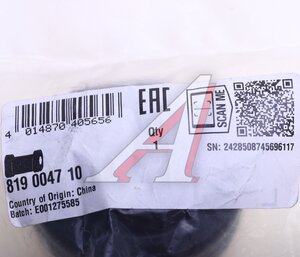 4 014870 405656
EAC
Qty
1
SCAN ME
SN: 2428508745696117
819 0047 10
Country of Origin: China
Batch: E001275585